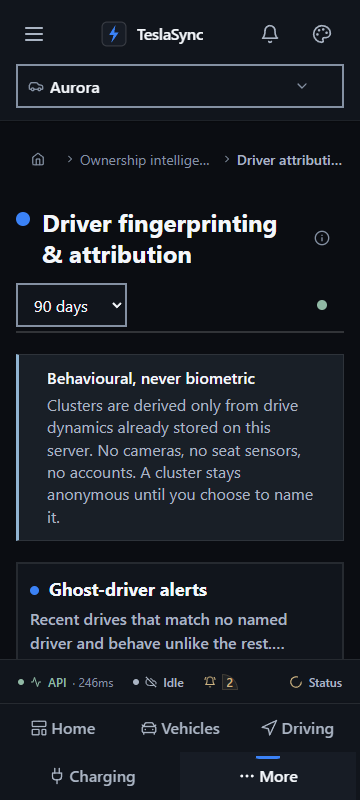 TeslaSync
Aurora
Ownership intellige... Driver attributi...
Driver fingerprinting
& attribution
90 days
Behavioural, never biometric
Clusters are derived only from drive
dynamics already stored on this
server. No cameras, no seat sensors,
no accounts. A cluster stays
anonymous until you choose to name
it.
Ghost-driver alerts
Recent drives that match no named
driver and behave unlike the rest....
API · 246ms Idle 2 Status
Home Vehicles Driving
Charging More